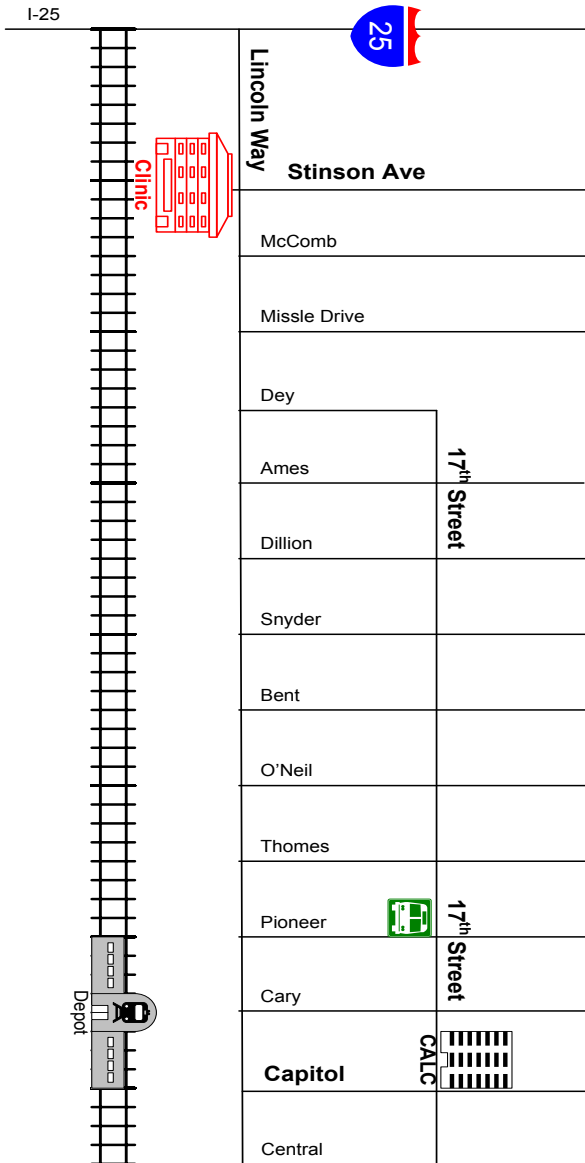 I-25
25
Lincoln Way
Stinson Ave
Clinic
McComb
Missle Drive
Dey
Ames
17th Street
Dillion
Snyder
Bent
O'Neil
Thomes
Pioneer
17th Street
Cary
Depot
CALC
Capitol
Central